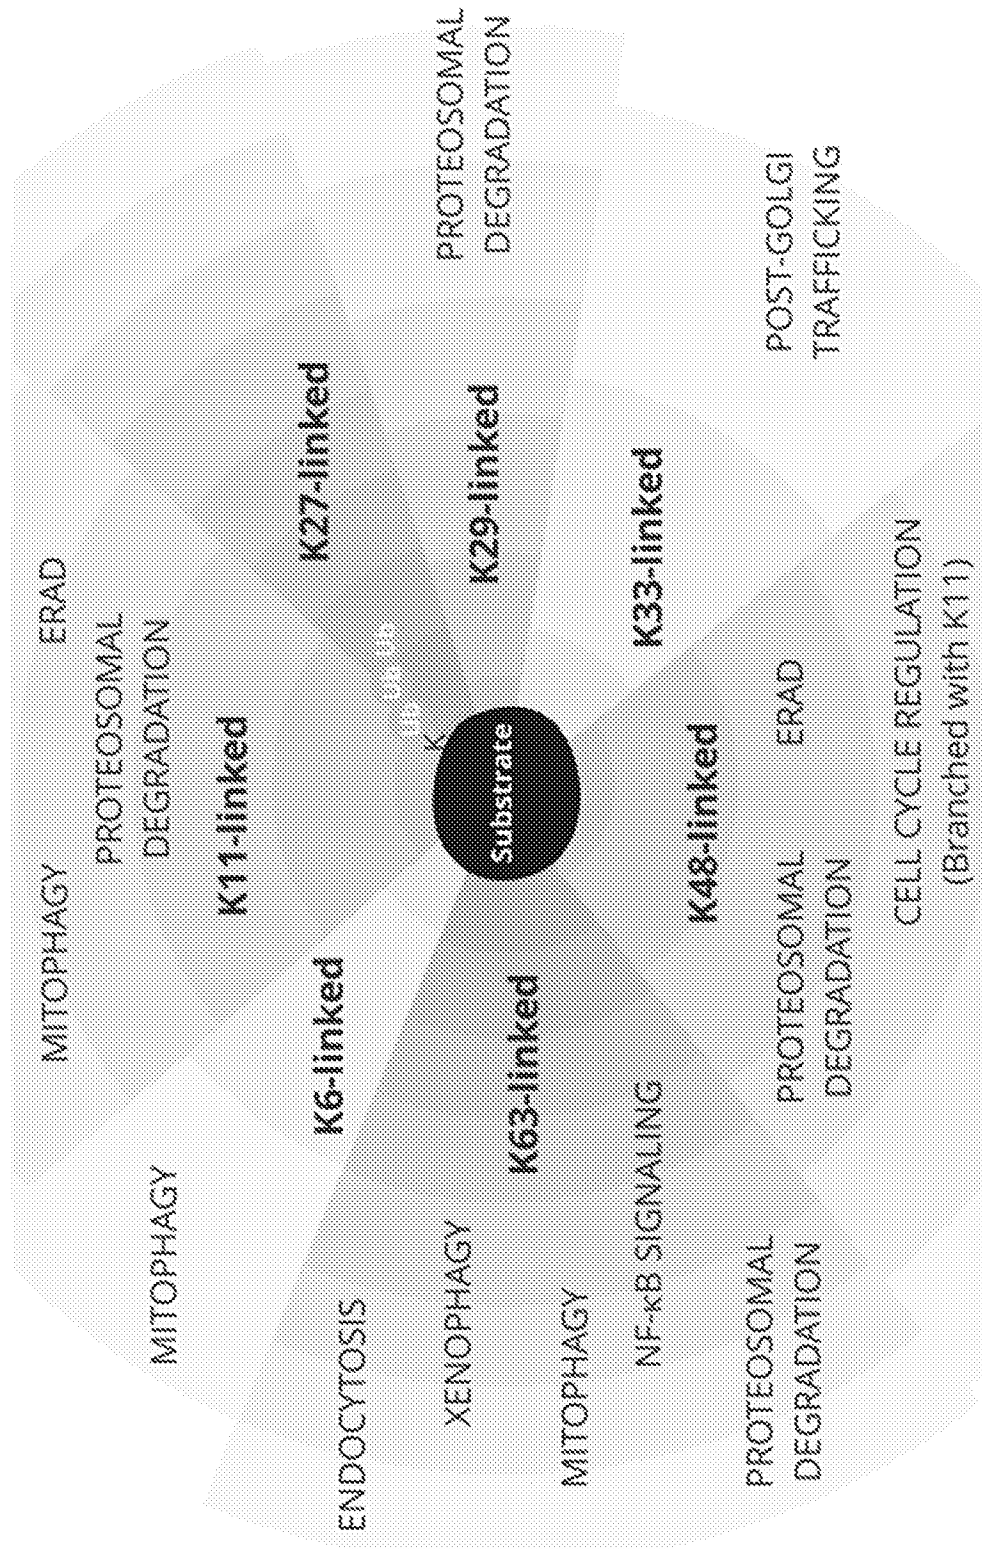 MITOPHAGY
ERAD
PROTEOSOMAL
DEGRADATION
MITOPHAGY
K11-linked
K6-linked
K27-linked
ENDOCYTOSIS
K
XENOPHAGY
PROTEOSOMAL
DEGRADATION
K63-linked
Substrate
K29-linked
MITOPHAGY
NF-κB SIGNALING
K33-linked
K48-linked
PROTEOSOMAL
DEGRADATION
PROTEOSOMAL
DEGRADATION
ERAD
POST-GOLGI
TRAFFICKING
CELL CYCLE REGULATION
(Branched with K11)